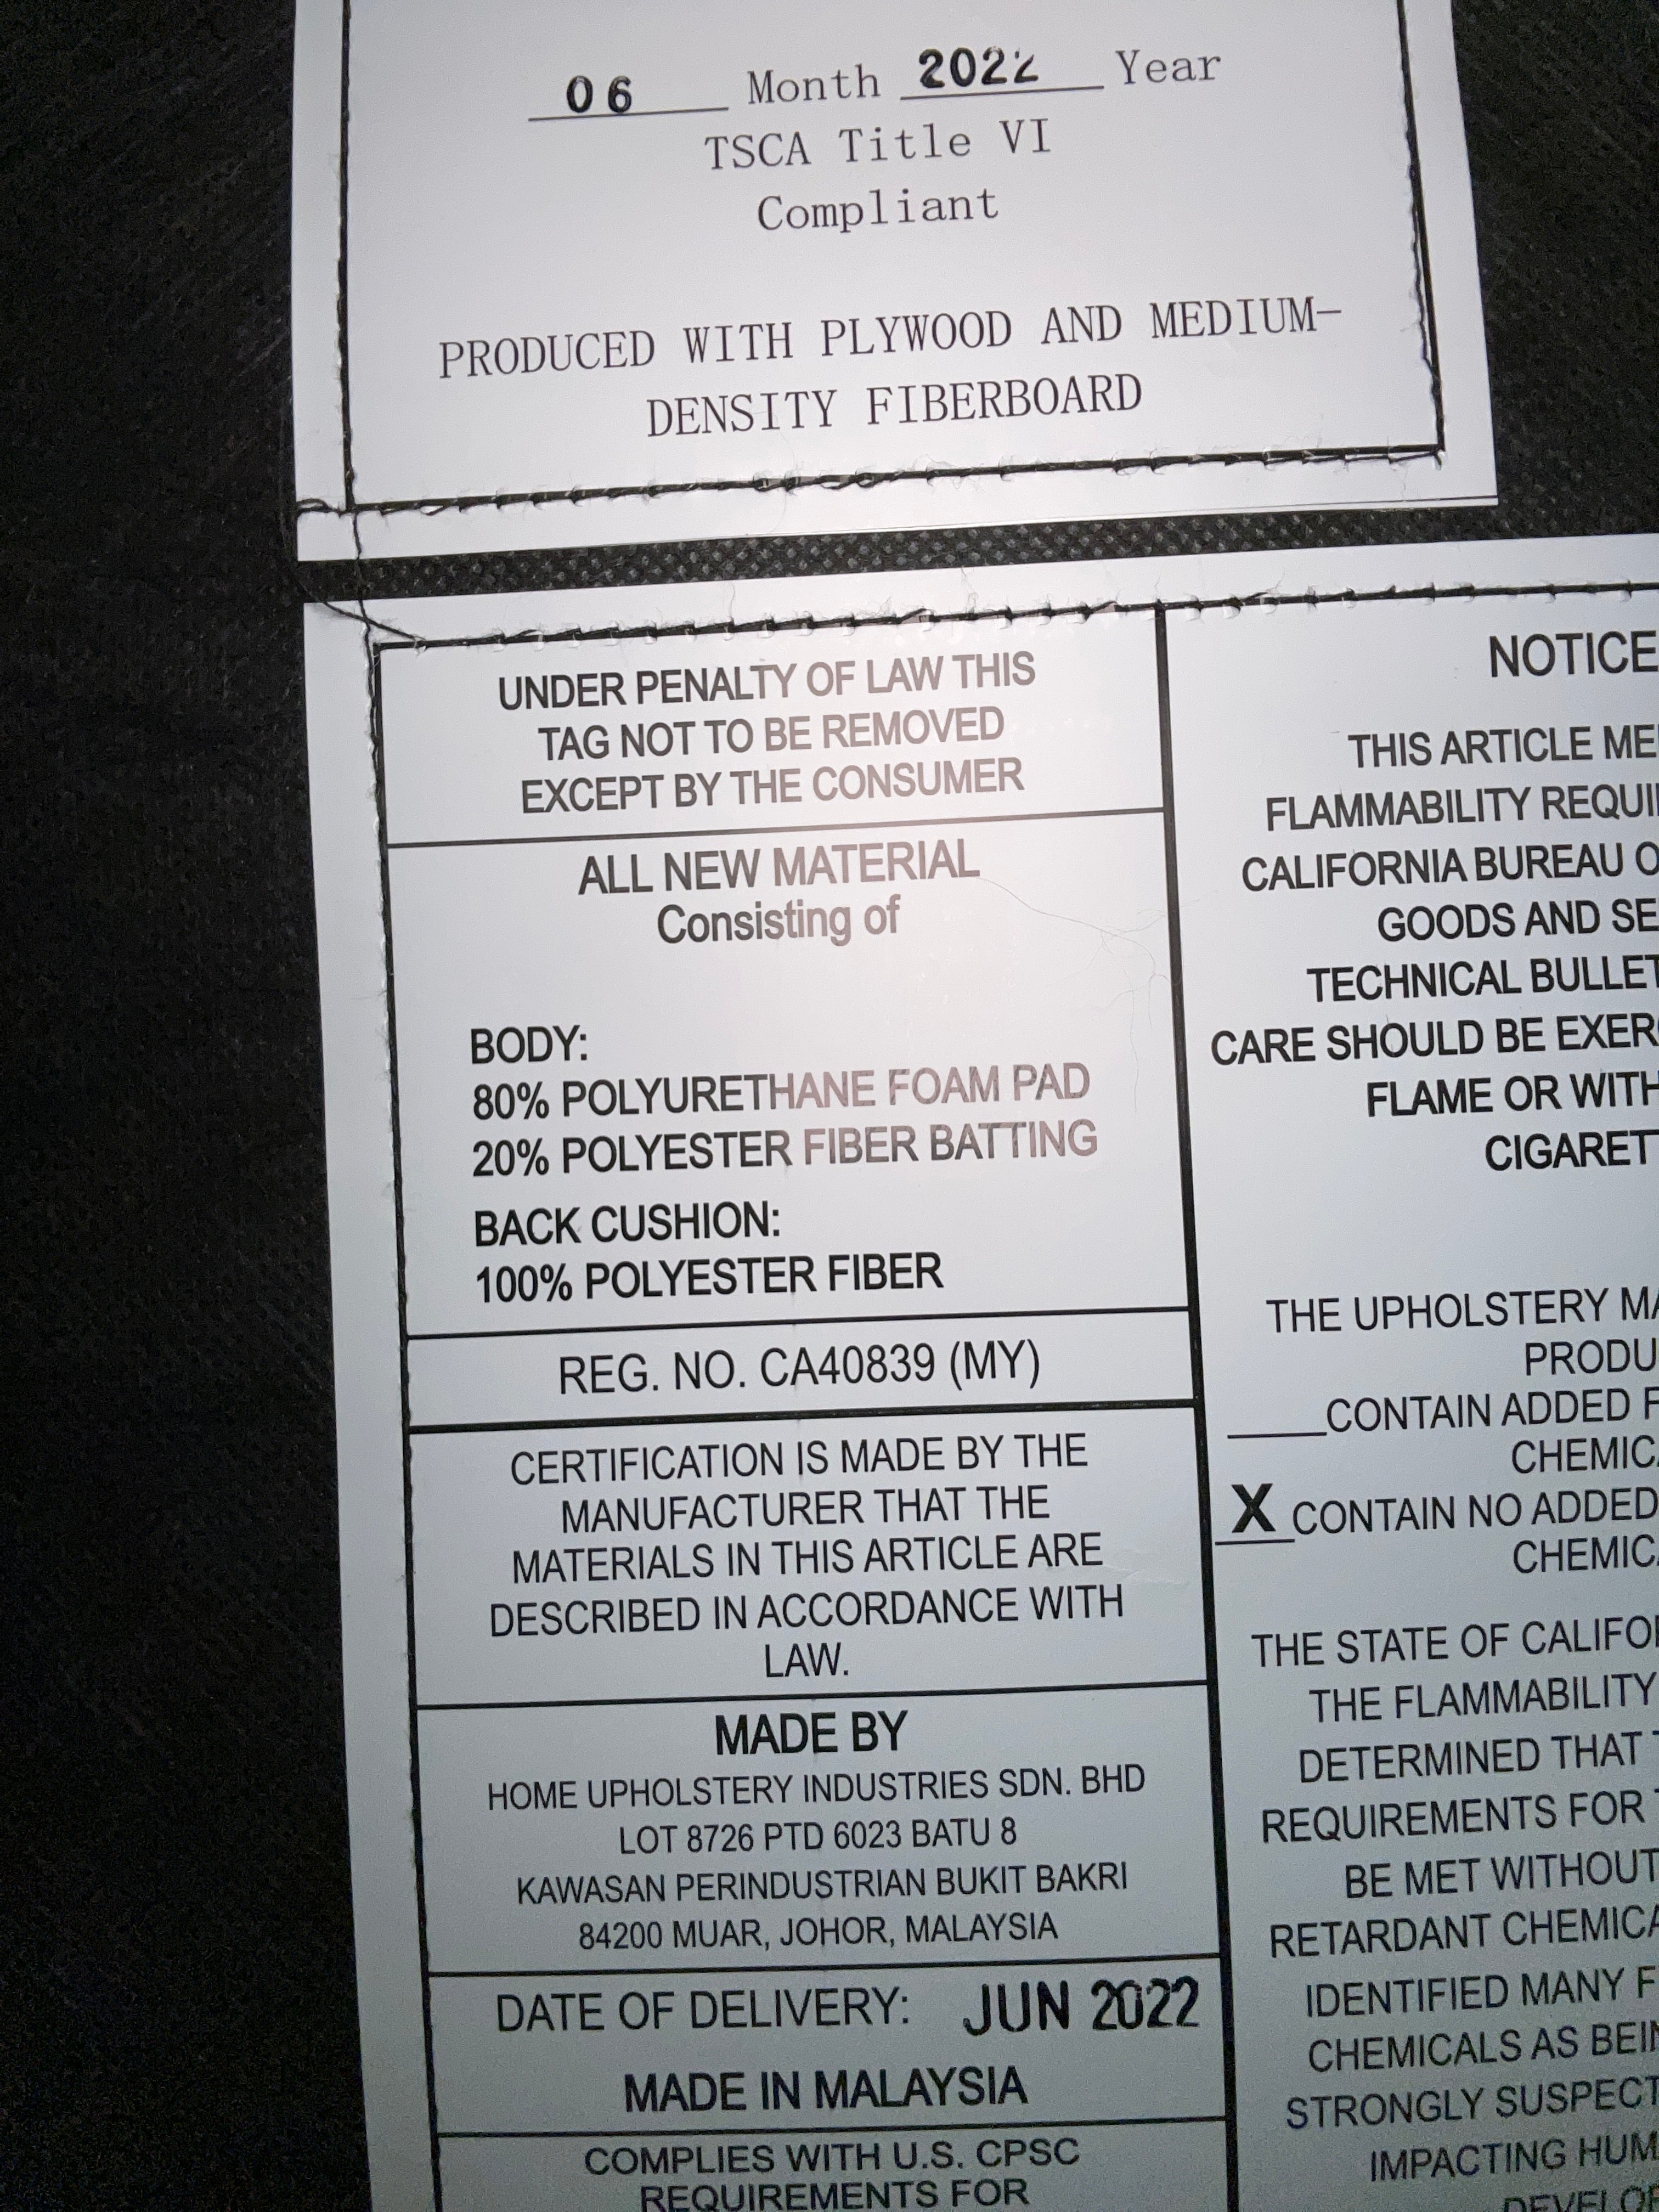 06 Month 2022 Year
TSCA Title VI
Compliant
PRODUCED WITH PLYWOOD AND MEDIUM-
DENSITY FIBERBOARD
UNDER PENALTY OF LAW THIS
TAG NOT TO BE REMOVED
EXCEPT BY THE CONSUMER
ALL NEW MATERIAL
Consisting of
BODY:
80% POLYURETHANE FOAM PAD
20% POLYESTER FIBER BATTING
BACK CUSHION:
100% POLYESTER FIBER
REG. NO. CA40839 (MY)
CERTIFICATION IS MADE BY THE
MANUFACTURER THAT THE
MATERIALS IN THIS ARTICLE ARE
DESCRIBED IN ACCORDANCE WITH
LAW.
MADE BY
HOME UPHOLSTERY INDUSTRIES SDN. BHD
LOT 8726 PTD 6023 BATU 8
KAWASAN PERINDUSTRIAN BUKIT BAKRI
84200 MUAR, JOHOR, MALAYSIA
DATE OF DELIVERY: JUN 2022
MADE IN MALAYSIA
COMPLIES WITH U.S. CPSC
REQUIREMENTS FOR
NOTICE
THIS ARTICLE
FLAMMABILITY
CALIFORNIA BUREAU
GOODS AND
TECHNICAL
CARE SHOULD BE
FLAME OR WITH
THE UPHOLSTERY
CONTAIN ADDED
X CONTAIN NO ADDED
THE STATE OF
THE FLAMMABILITY
DETERMINED THAT
REQUIREMENTS FOR
BE MET WITHOUT
RETARDANT
IDENTIFIED MANY
CHEMICALS AS
STRONGLY
IMPACTING